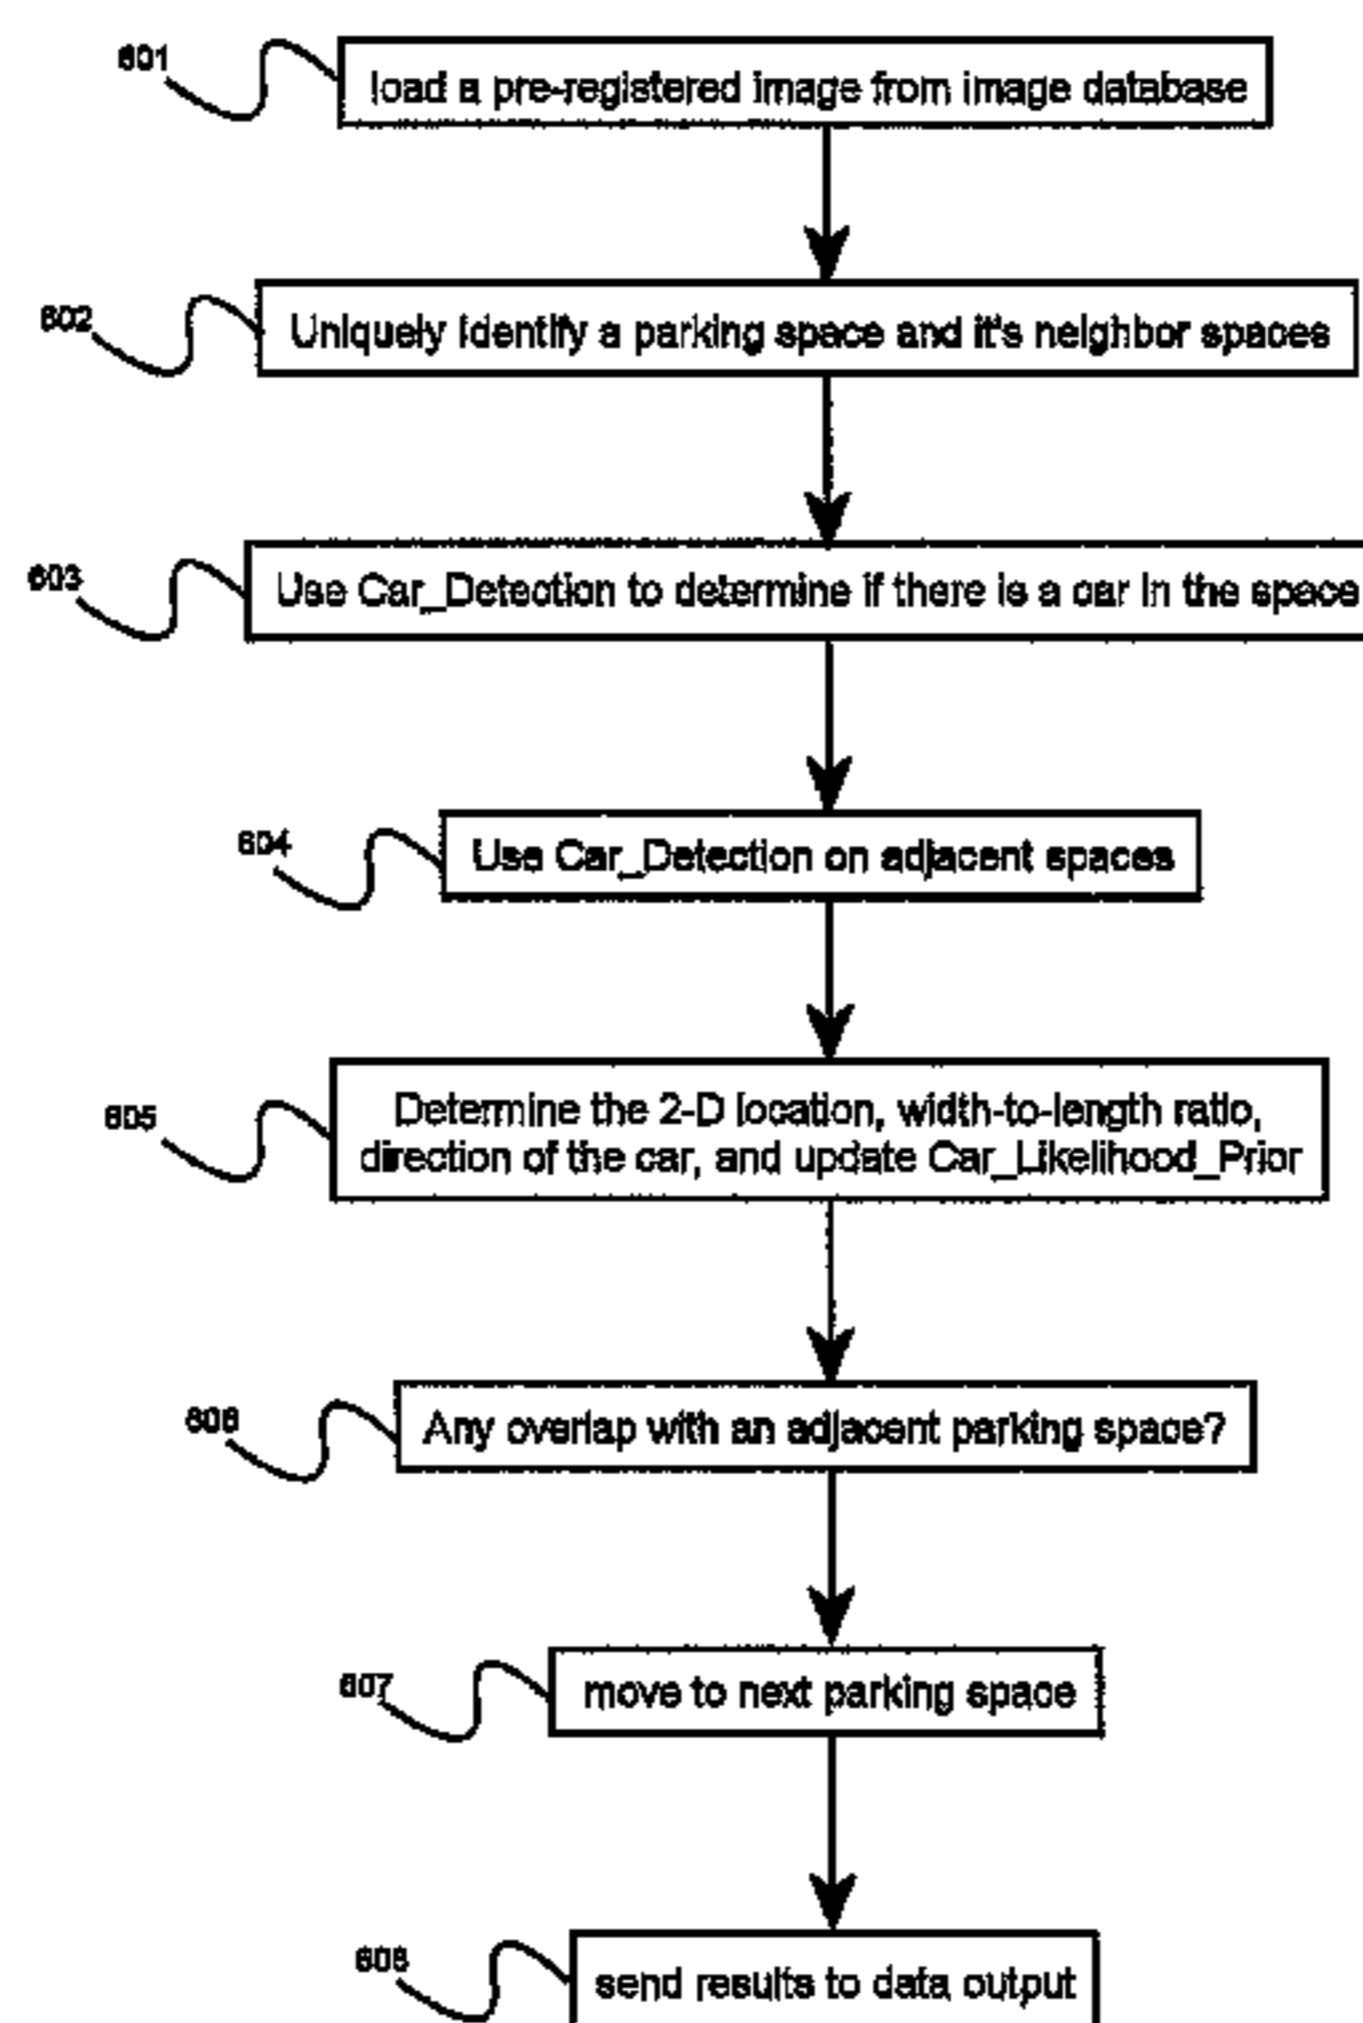 601
load a pre-registered image from image database
602
Uniquely identify a parking space and it's neighbor spaces
603
Use Car_Detection to determine if there is a car in the space
604
Use Car_Detection on adjacent spaces
605
Determine the 2-D location, width-to-length ratio,
direction of the car, and update Car_Likelihood_Prior
606
Any overlap with an adjacent parking space?
607
move to next parking space
608
send results to data output